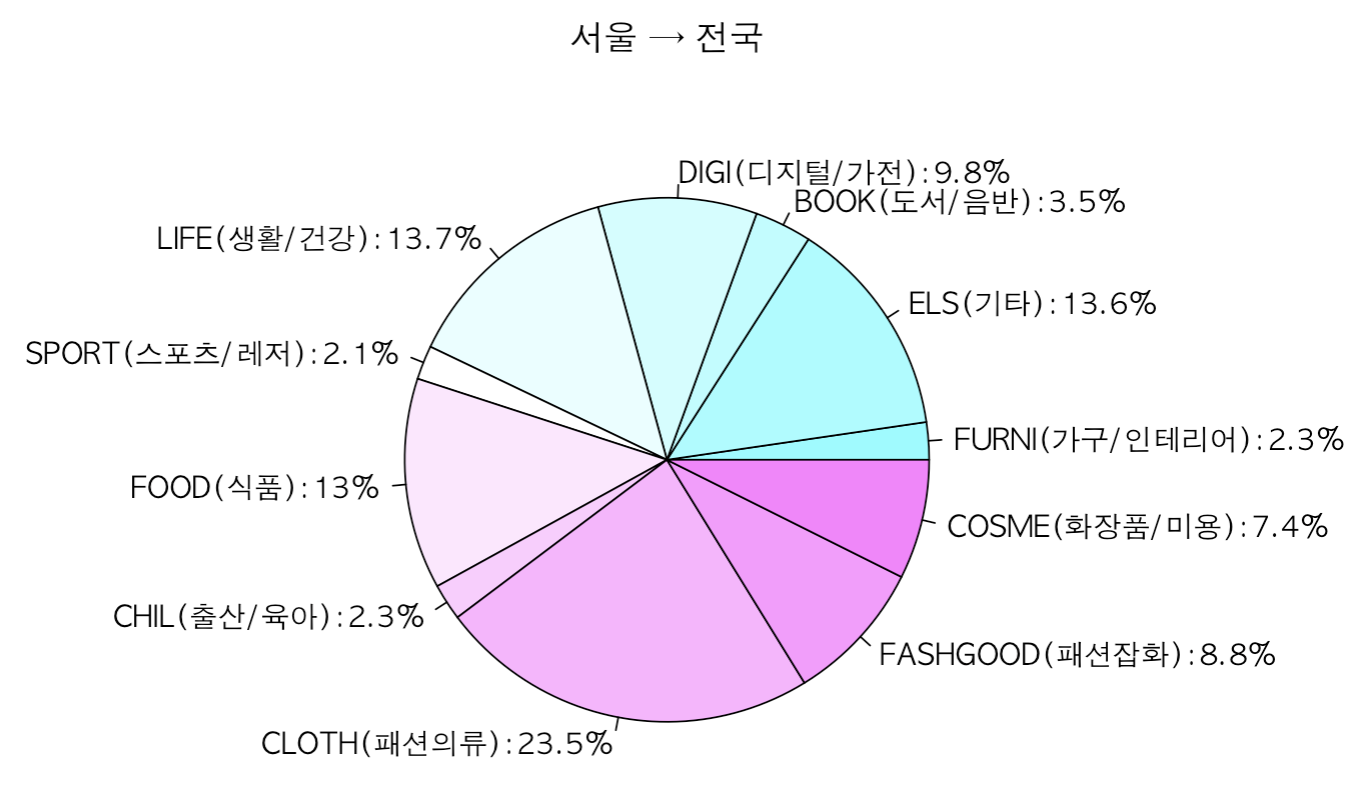 서울 → 전국
DIGI(디지털/가전):9.8%
BOOK(도서/음반):3.5%
LIFE(생활/건강):13.7%
ELS(기타):13.6%
SPORT(스포츠/레저):2.1%
FURNI(가구/인테리어):2.3%
FOOD(식품):13%
COSME(화장품/미용):7.4%
CHIL(출산/육아):2.3%
FASHGOOD(패션잡화):8.8%
CLOTH(패션의류):23.5%